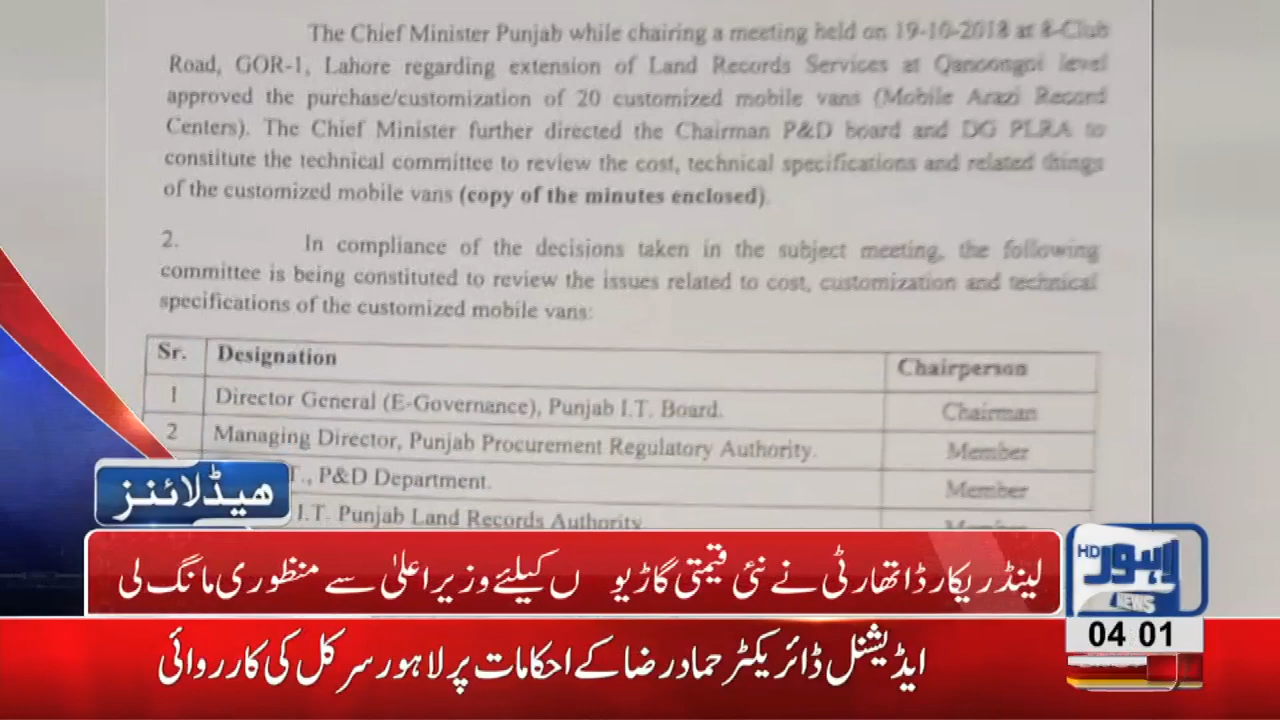 The Chief Minister Punjab while chairing a meeting held on 19-10-2018 at 8-Club
Road, GOR-1, Lahore regarding extension of Land Records Services at Qanoongoi level
approved the purchase/customization of 20 customized mobile vans (Mobile Arazi Record
Centers). The Chief Minister further directed the Chairman P&D board and DG PLRA to
constitute the technical committee to review the cost, technical specifications and related things
of the customized mobile vans (copy of the minutes enclosed).
2. In compliance of the decisions taken in the subject meeting, the following
committee is being constituted to review the issues related to cost, customization and technical
specifications of the customized mobile vans:
Sr. Designation Chairperson
1 Director General (E-Governance), Punjab I.T. Board. Chairman
2 Managing Director, Punjab Procurement Regulatory Authority. Member
T., P&D Department. Member
I.T. Punjab Land Records Authority. Member
ھیڈلائنز
لینڈ ریکارڈ اتھارٹی نے نئی قیمتی گاڑیو ں کیلئے وزیراعلیٰ سے منظوری مانگ لی
HD لاہور
NEWS
04 01
ایڈیشنل ڈائریکٹر حماد رضا کے احکامات پر لاہور سرکل کی کارروائی